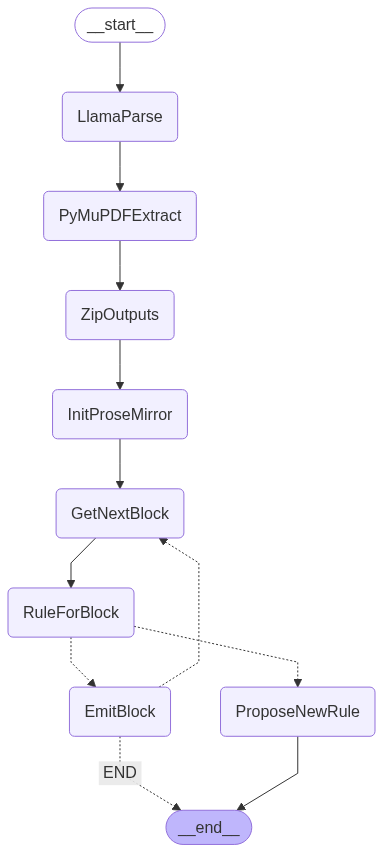 __start__
LlamaParse
PyMuPDFExtract
ZipOutputs
InitProseMirror
GetNextBlock
RuleForBlock
EmitBlock
ProposeNewRule
END
__end__